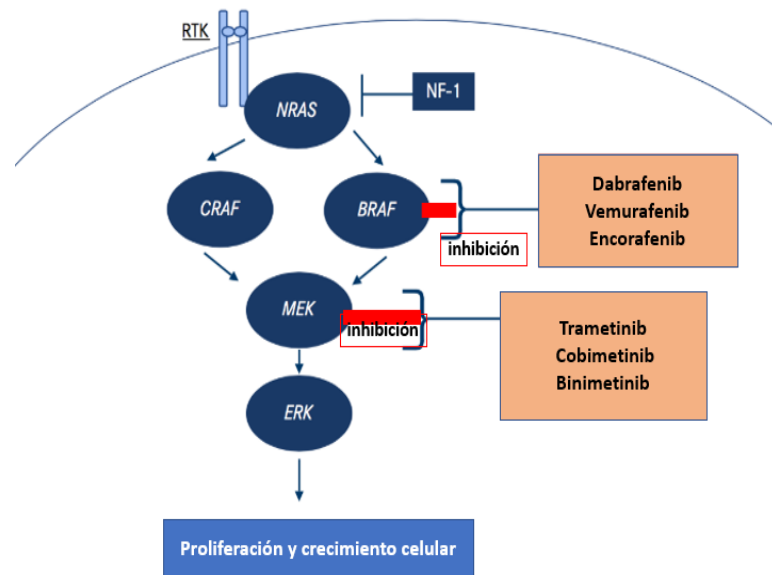 RTK
NRAS
NF-1
CRAF
BRAF
Dabrafenib
Vemurafenib
Encorafenib
inhibición
MEK
inhibición
Trametinib
Cobimetinib
Binimetinib
ERK
Proliferación y crecimiento celular